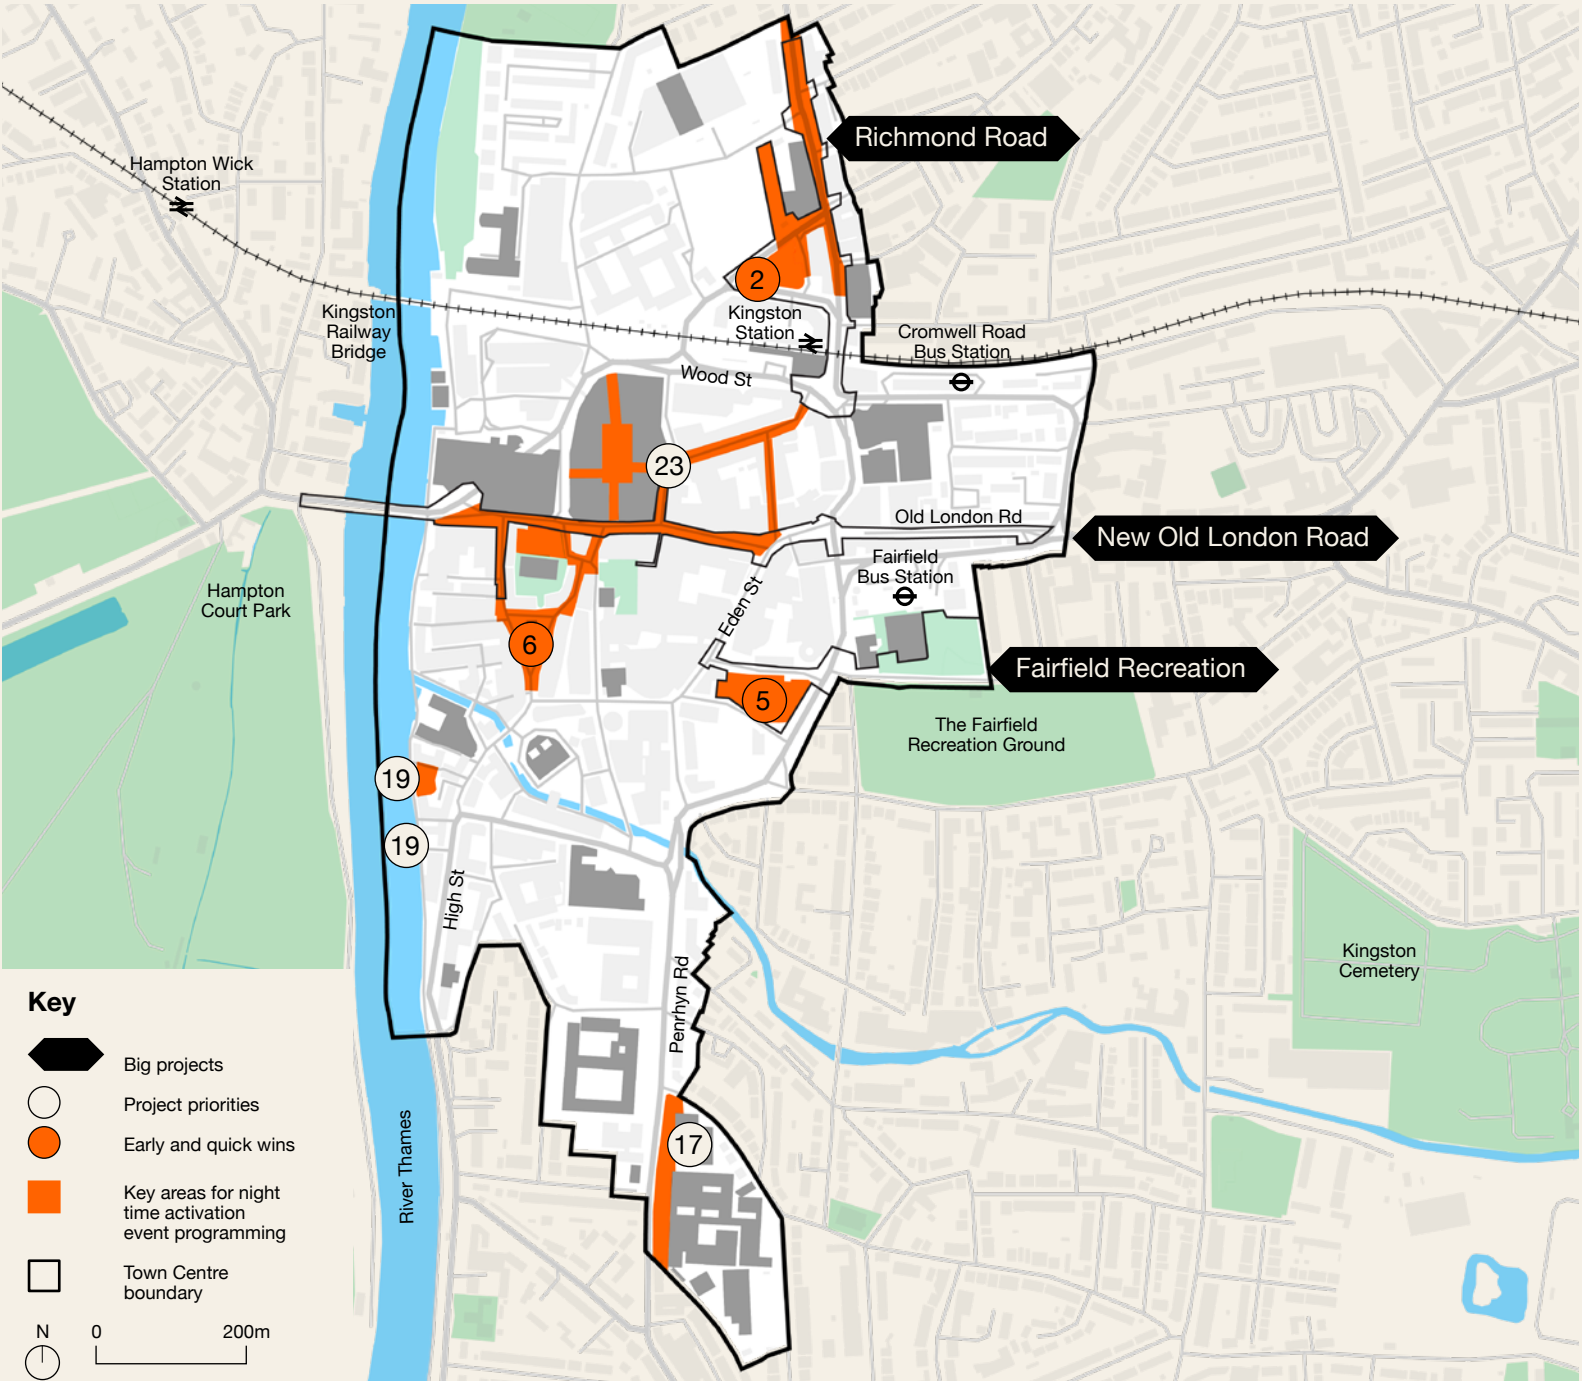 Richmond Road
Hampton Wick
Station
2
Kingston
Railway
Bridge
Kingston
Station
Cromwell Road
Bus Station
Wood St
23
Old London Rd
New Old London Road
Fairfield
Bus Station
Hampton
Court Park
Eden St
6
Fairfield Recreation
5
The Fairfield
Recreation Ground
19
19
High St
Kingston
Cemetery
Penrhyn Rd
17
River Thames
Key
Big projects
Project priorities
Early and quick wins
Key areas for night
time activation
event programming
Town Centre
boundary
N
0 200m